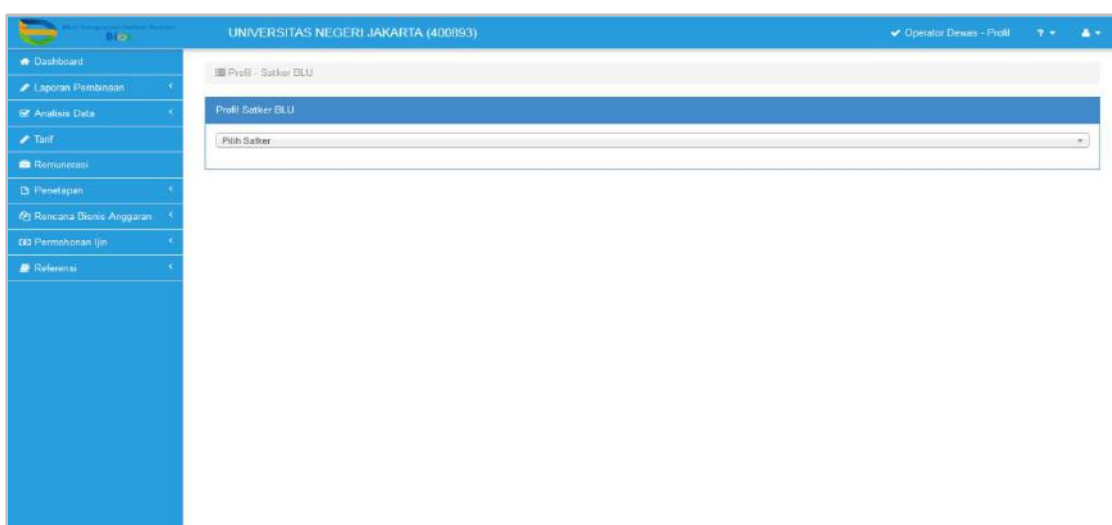 BIOS
UNIVERSITAS NEGERI JAKARTA (400893)
Operator Dewas - Profil
?
Dashboard
Laporan Pembinaan
Analisis Data
Tarif
Remunerasi
Penetapan
Rencana Bisnis Anggaran
Permohonan Ijin
Referensi
Profil - Satker BLU
Profil Satker BLU
Pilih Satker